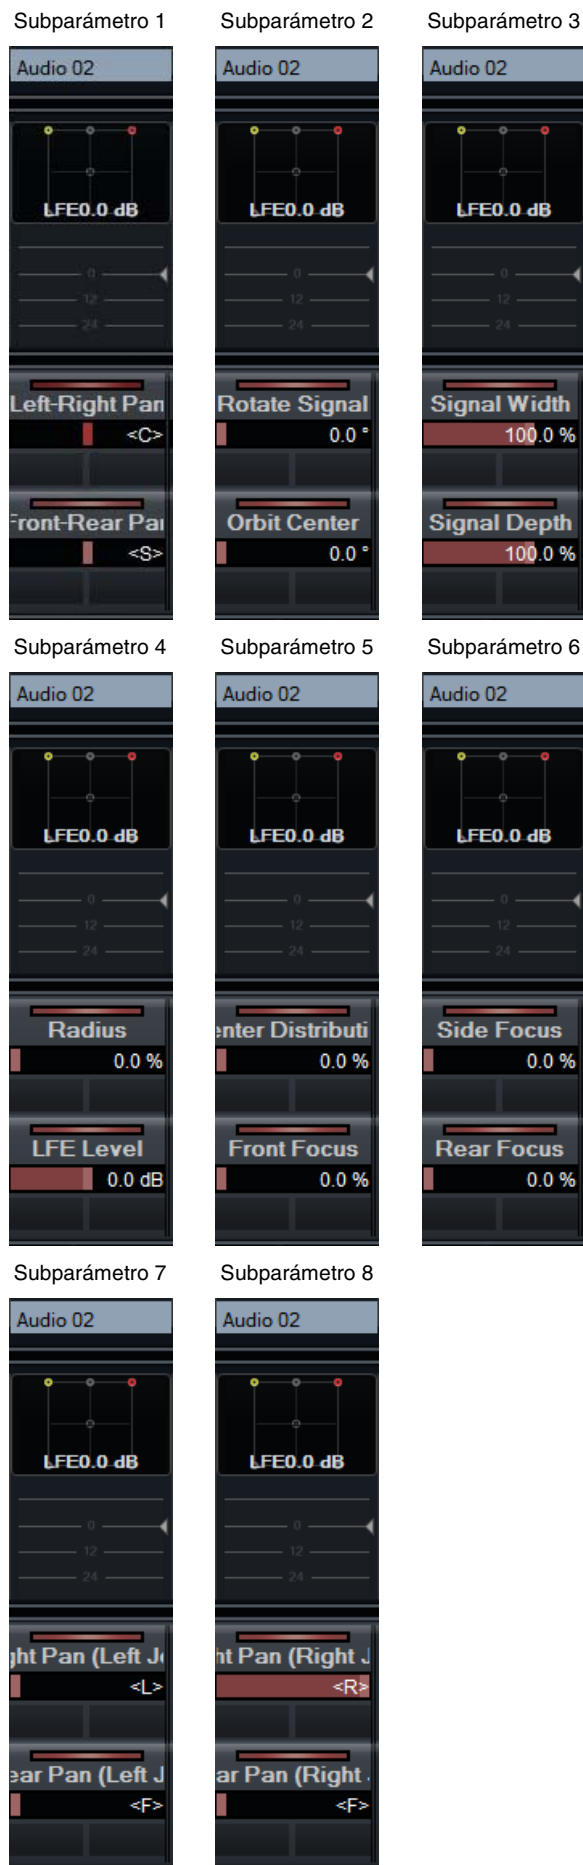 Subparámetro 1
Subparámetro 2
Subparámetro 3
Audio 02
Audio 02
Audio 02
LFE0.0 dB
LFE0.0 dB
LFE0.0 dB
0
0
0
12
12
12
24
24
24
Left-Right Pan
Rotate Signal
Signal Width
<C>
0.0 °
100.0 %
Front-Rear Pa
Orbit Center
Signal Depth
<S>
0.0 °
100.0 %
Subparámetro 4
Subparámetro 5
Subparámetro 6
Audio 02
Audio 02
Audio 02
LFE0.0 dB
LFE0.0 dB
LFE0.0 dB
0
0
0
12
12
12
24
24
24
Radius
enter Distributi
Side Focus
0.0 %
0.0 %
0.0 %
LFE Level
Front Focus
Rear Focus
0.0 dB
0.0 %
0.0 %
Subparámetro 7
Subparámetro 8
Audio 02
Audio 02
LFE0.0 dB
LFE0.0 dB
0
0
12
12
24
24
ght Pan (Left Jo
ht Pan (Right J
<L>
<R>
ear Pan (Left J
ar Pan (Right
<F>
<F>